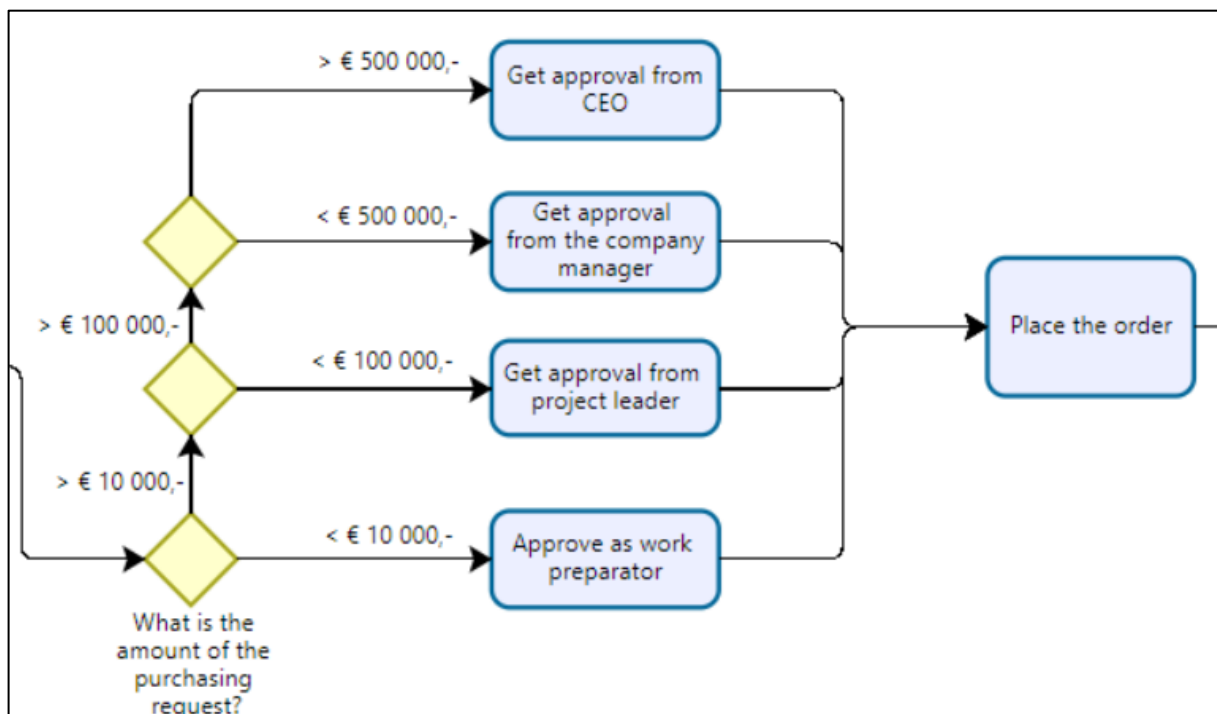 > € 500 000,-
Get approval from
CEO
< € 500 000,-
Get approval
from the company
manager
> € 100 000,-
< € 100 000,-
Get approval from
project leader
Place the order
> € 10 000,-
< € 10 000,-
Approve as work
preparator
What is the
amount of the
purchasing
request?